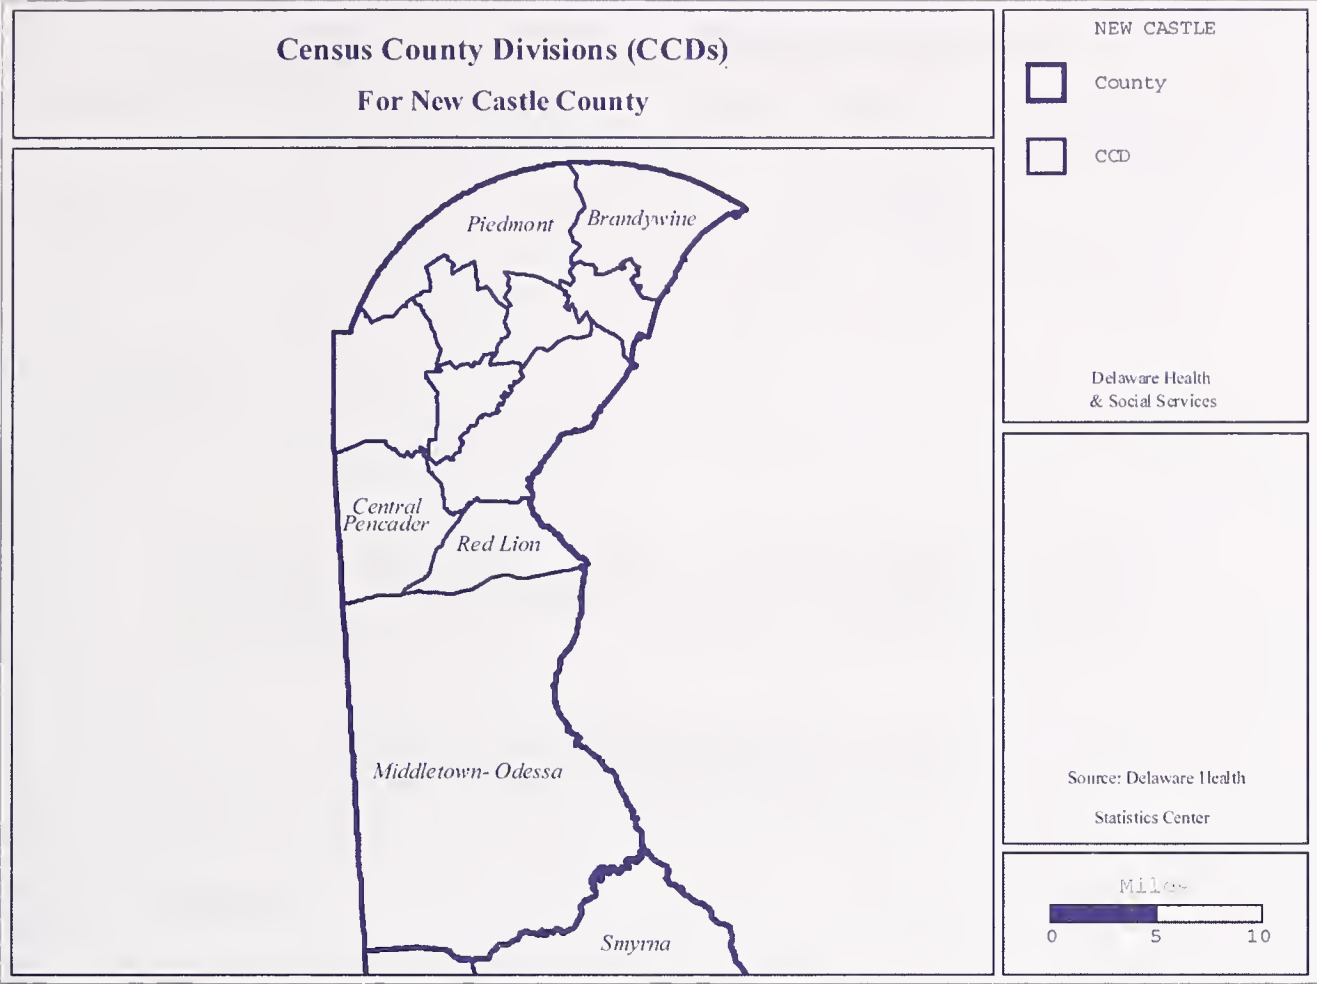 Census County Divisions (CCDs)
For New Castle County
NEW CASTLE
County
CCD
Delaware Health
& Social Services
Source: Delaware Health
Statistics Center
Miles
0 5 10
Piedmont
Brandywine
Central
Pencader
Red Lion
Middletown- Odessa
Smyrna